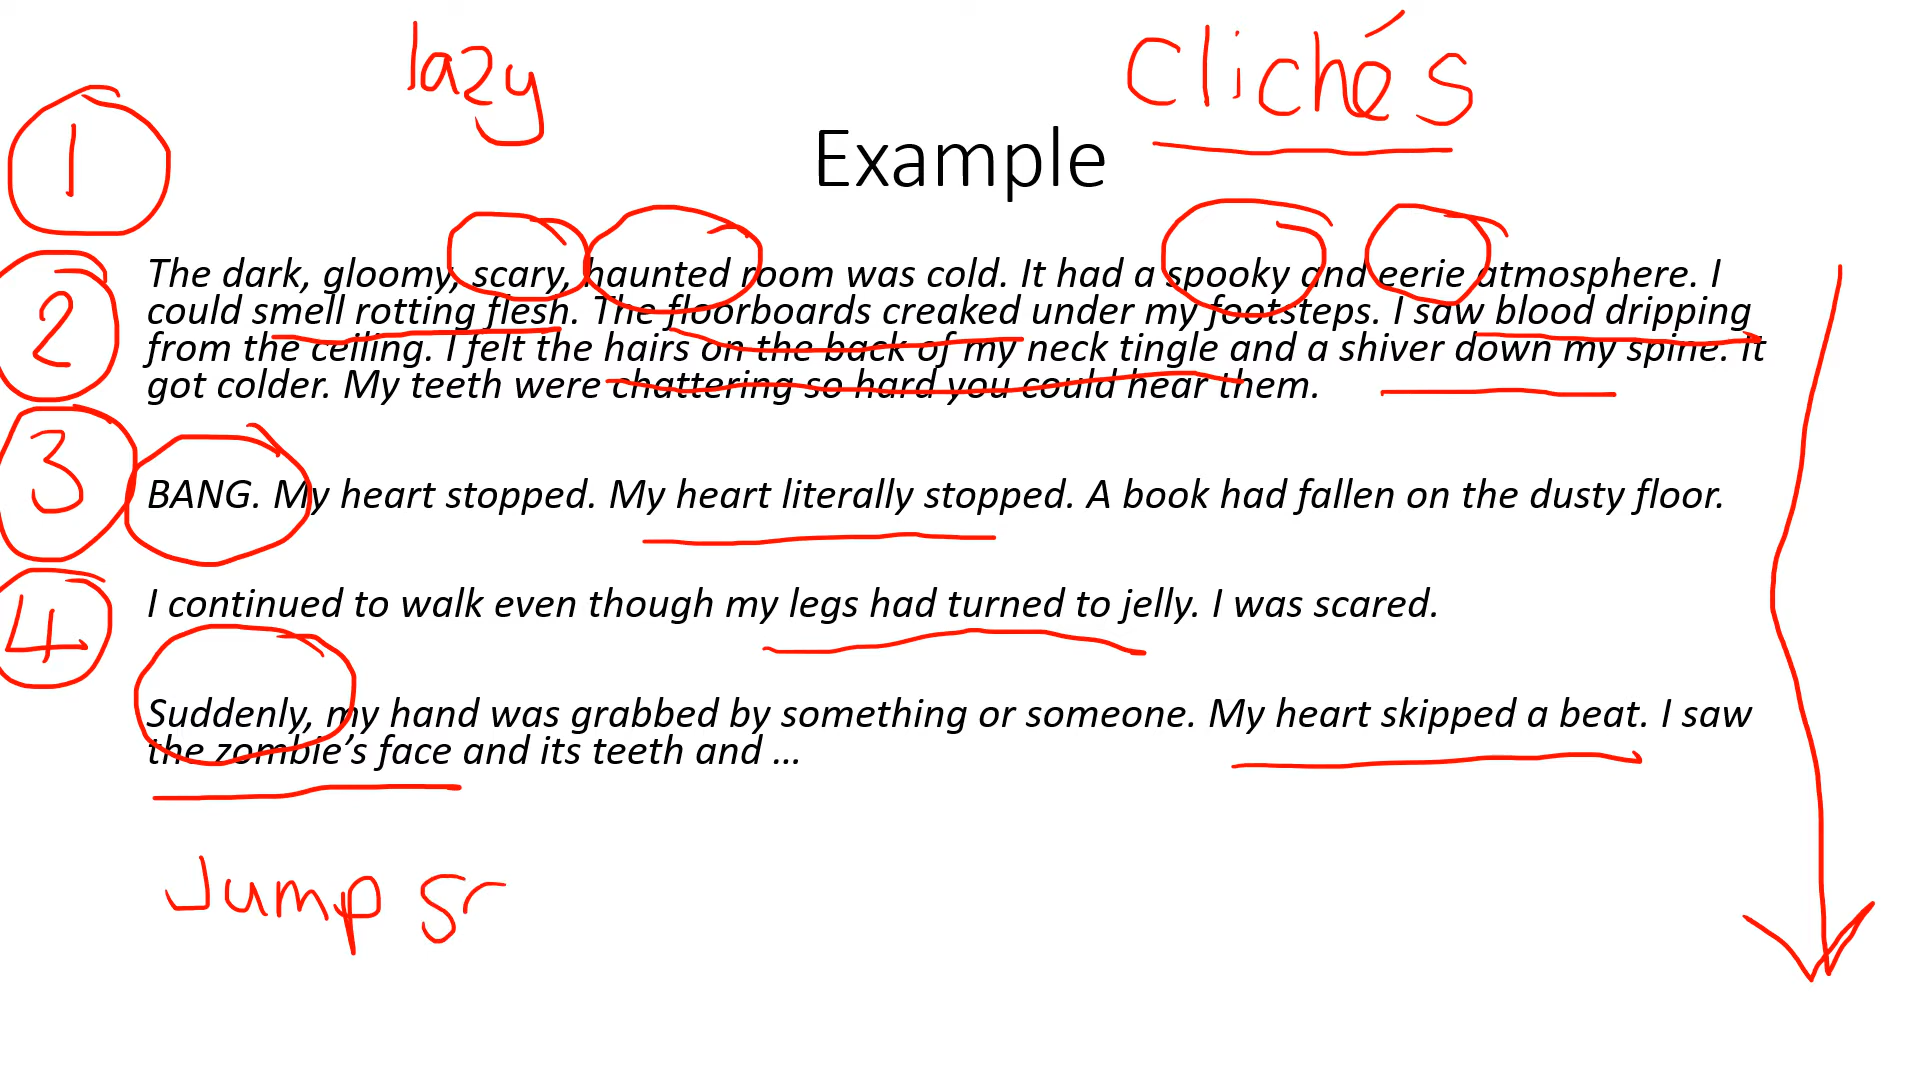 lazy
Clichés
Example
1
The dark, gloomy, scary, haunted room was cold. It had a spooky and eerie atmosphere. I
2
could smell rotting flesh. The floorboards creaked under my footsteps. I saw blood dripping
from the ceiling. I felt the hairs on the back of my neck tingle and a shiver down my spine. It
got colder. My teeth were chattering so hard you could hear them.
3
BANG. My heart stopped. My heart literally stopped. A book had fallen on the dusty floor.
4
I continued to walk even though my legs had turned to jelly. I was scared.
Suddenly, my hand was grabbed by something or someone. My heart skipped a beat. I saw
the zombie’s face and its teeth and ...
Jump